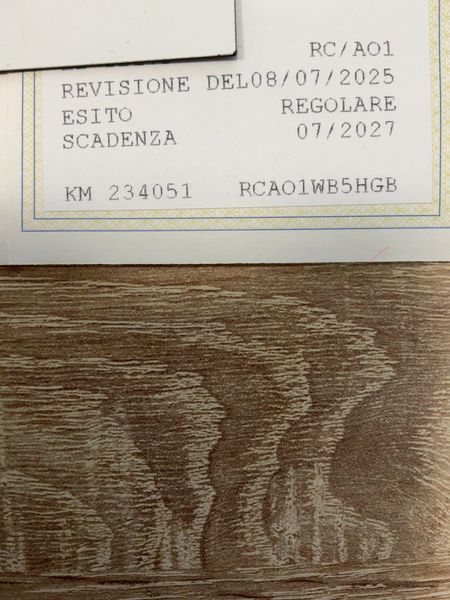 RC/AO1
REVISIONE DEL08/07/2025
ESITO REGOLARE
SCADENZA 07/2027
KM 234051 RCAO1WB5HGB